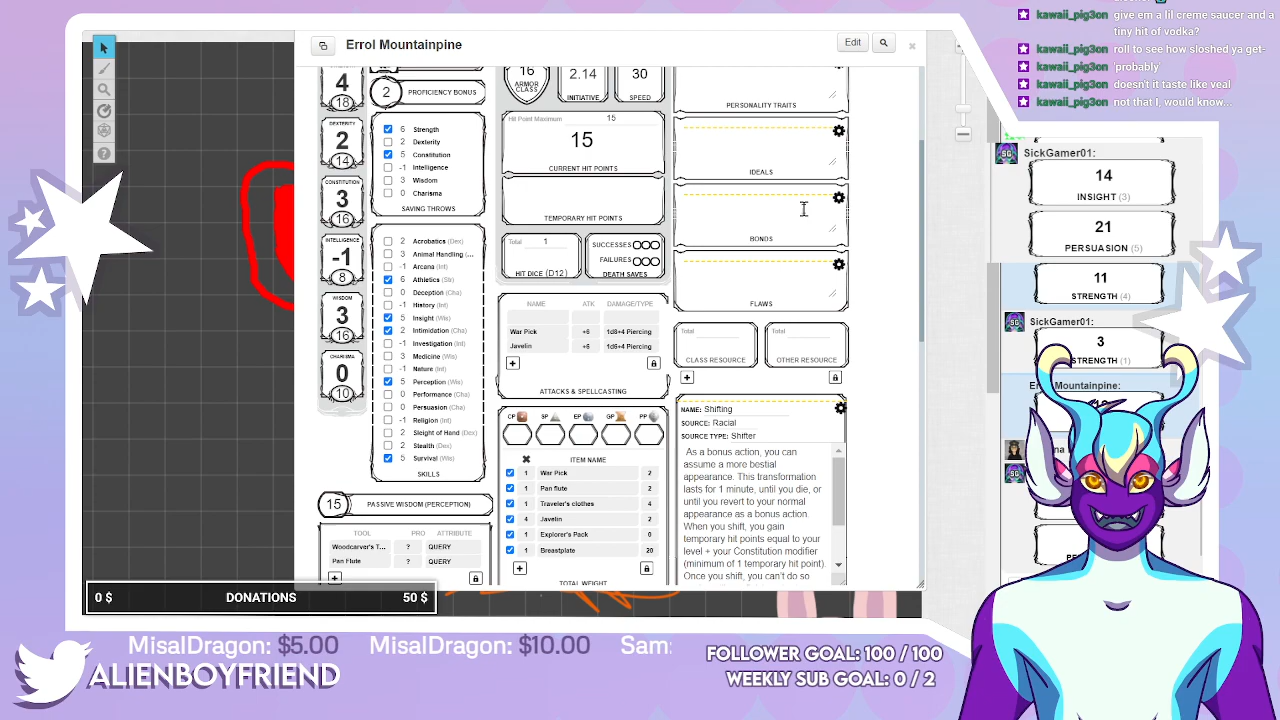 Errol Mountainpine
Edit
4
18
DEXTERITY
2
14
CONSTITUTION
3
16
INTELLIGENCE
-1
8
WISDOM
3
16
CHARISMA
0
10
2 PROFICIENCY BONUS
6 Strength
2 Dexterity
5 Constitution
-1 Intelligence
3 Wisdom
0 Charisma
SAVING THROWS
2 Acrobatics (Dex)
3 Animal Handling (...
-1 Arcana (Int)
6 Athletics (Str)
0 Deception (Cha)
-1 History (Int)
5 Insight (Wis)
2 Intimidation (Cha)
-1 Investigation (Int)
3 Medicine (Wis)
-1 Nature (Int)
5 Perception (Wis)
0 Performance (Cha)
0 Persuasion (Cha)
-1 Religion (Int)
2 Sleight of Hand (Dex)
2 Stealth (Dex)
5 Survival (Wis)
SKILLS
15 PASSIVE WISDOM (PERCEPTION)
TOOL PRO ATTRIBUTE
Woodcarver's T... ? QUERY
Pan Flute ? QUERY
16
ARMOR
CLASS
2.14
INITIATIVE
30
SPEED
Hit Point Maximum 15
15
CURRENT HIT POINTS
TEMPORARY HIT POINTS
Total 1
HIT DICE (D12)
SUCCESSES
FAILURES
DEATH SAVES
NAME ATK DAMAGE/TYPE
War Pick +6 1d8+4 Piercing
Javelin +6 1d6+4 Piercing
ATTACKS & SPELLCASTING
CP SP EP GP PP
ITEM NAME
1 War Pick 2
1 Pan flute 2
1 Traveler's clothes 4
4 Javelin 2
1 Explorer's Pack 0
1 Breastplate 20
TOTAL WEIGHT
PERSONALITY TRAITS
IDEALS
BONDS
FLAWS
Total
CLASS RESOURCE
Total
OTHER RESOURCE
NAME: Shifting
SOURCE: Racial
SOURCE TYPE: Shifter
As a bonus action, you can
assume a more bestial
appearance. This transformation
lasts for 1 minute, until you die, or
until you revert to your normal
appearance as a bonus action.
When you shift, you gain
temporary hit points equal to your
level + your Constitution modifier
(minimum of 1 temporary hit point).
Once you shift, you can't do so
kawaii_pig3on give em a lil creme saucer and a
tiny hit of vodka?
kawaii_pig3on roll to see how sloshed ya get-
kawaii_pig3on 'probably'
kawaii_pig3on doesn't it taste like veal
kawaii_pig3on not that I, would know...
SickGamer01:
14
INSIGHT (3)
21
PERSUASION (5)
11
STRENGTH (4)
SickGamer01:
3
STRENGTH (1)
0 $ DONATIONS 50 $
MisalDragon: $5.00 MisalDragon: $10.00 Sam:
ALIENBOYFRIEND
FOLLOWER GOAL: 100 / 100
WEEKLY SUB GOAL: 0 / 2